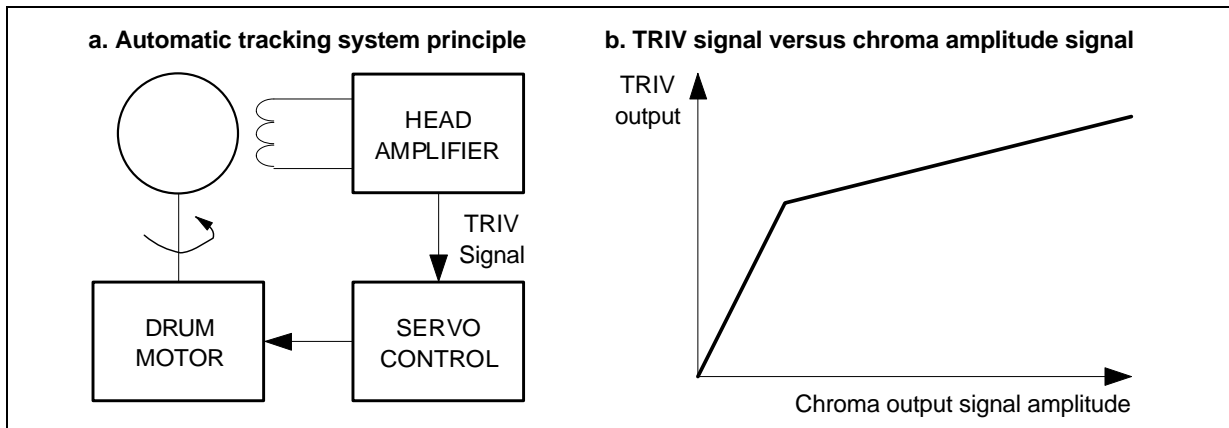 a. Automatic tracking system principle
HEAD
AMPLIFIER
TRIV
Signal
DRUM
MOTOR
SERVO
CONTROL
b. TRIV signal versus chroma amplitude signal
TRIV
output
Chroma output signal amplitude